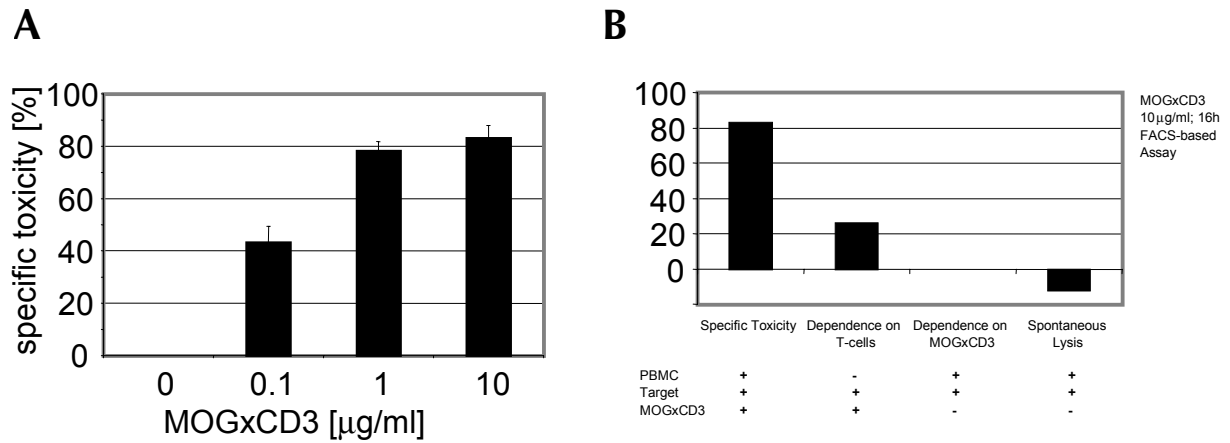 A
specific toxicity [%]
100
80
60
40
20
0
0 0.1 1 10
MOGxCD3 [µg/ml]
B
100
80
60
40
20
0
MOGxCD3
10µg/ml; 16h
FACS-based
Assay
Specific Toxicity Dependence on Dependence on Spontaneous
T-cells MOGxCD3 Lysis
PBMC + - + +
Target + + + +
MOGxCD3 + + - -